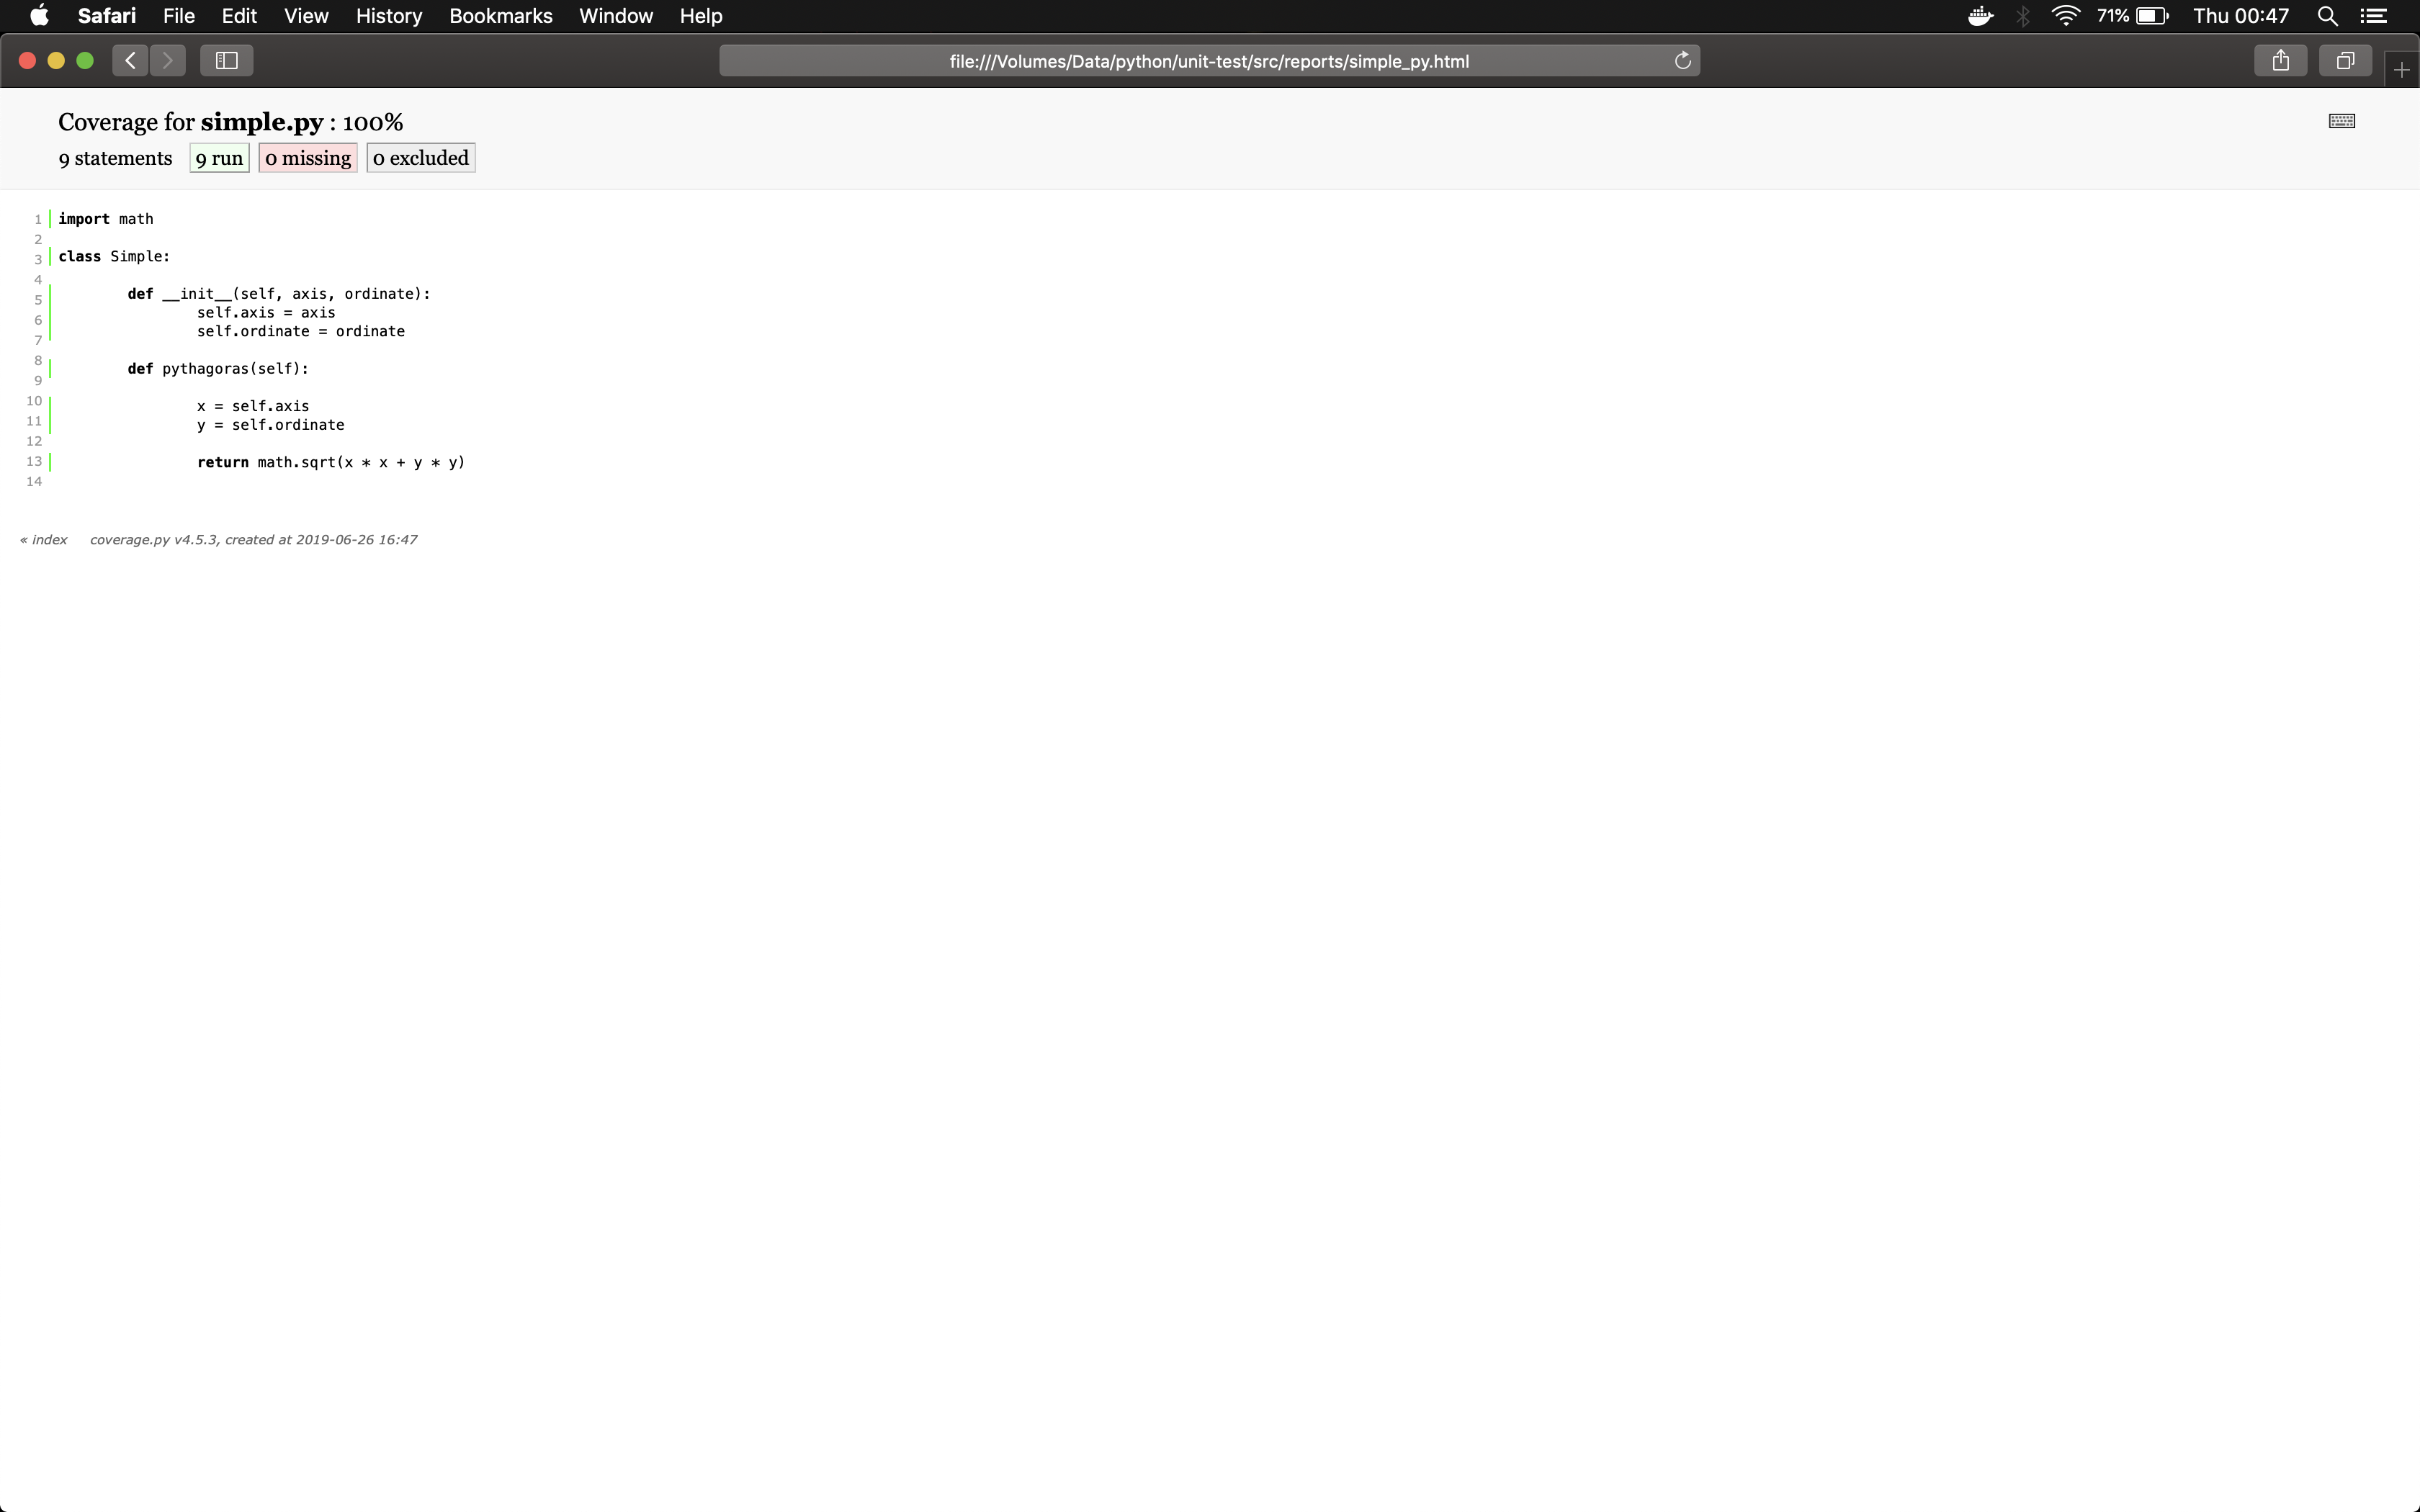 Safari File Edit View History Bookmarks Window Help 71% Thu 00:47
file:///Volumes/Data/python/unit-test/src/reports/simple_py.html
Coverage for simple.py : 100%
9 statements 9 run 0 missing 0 excluded
1 import math
2
3 class Simple:
4
5 def __init__(self, axis, ordinate):
6 self.axis = axis
7 self.ordinate = ordinate
8
9 def pythagoras(self):
10
11 x = self.axis
12 y = self.ordinate
13
14 return math.sqrt(x * x + y * y)
« index coverage.py v4.5.3, created at 2019-06-26 16:47